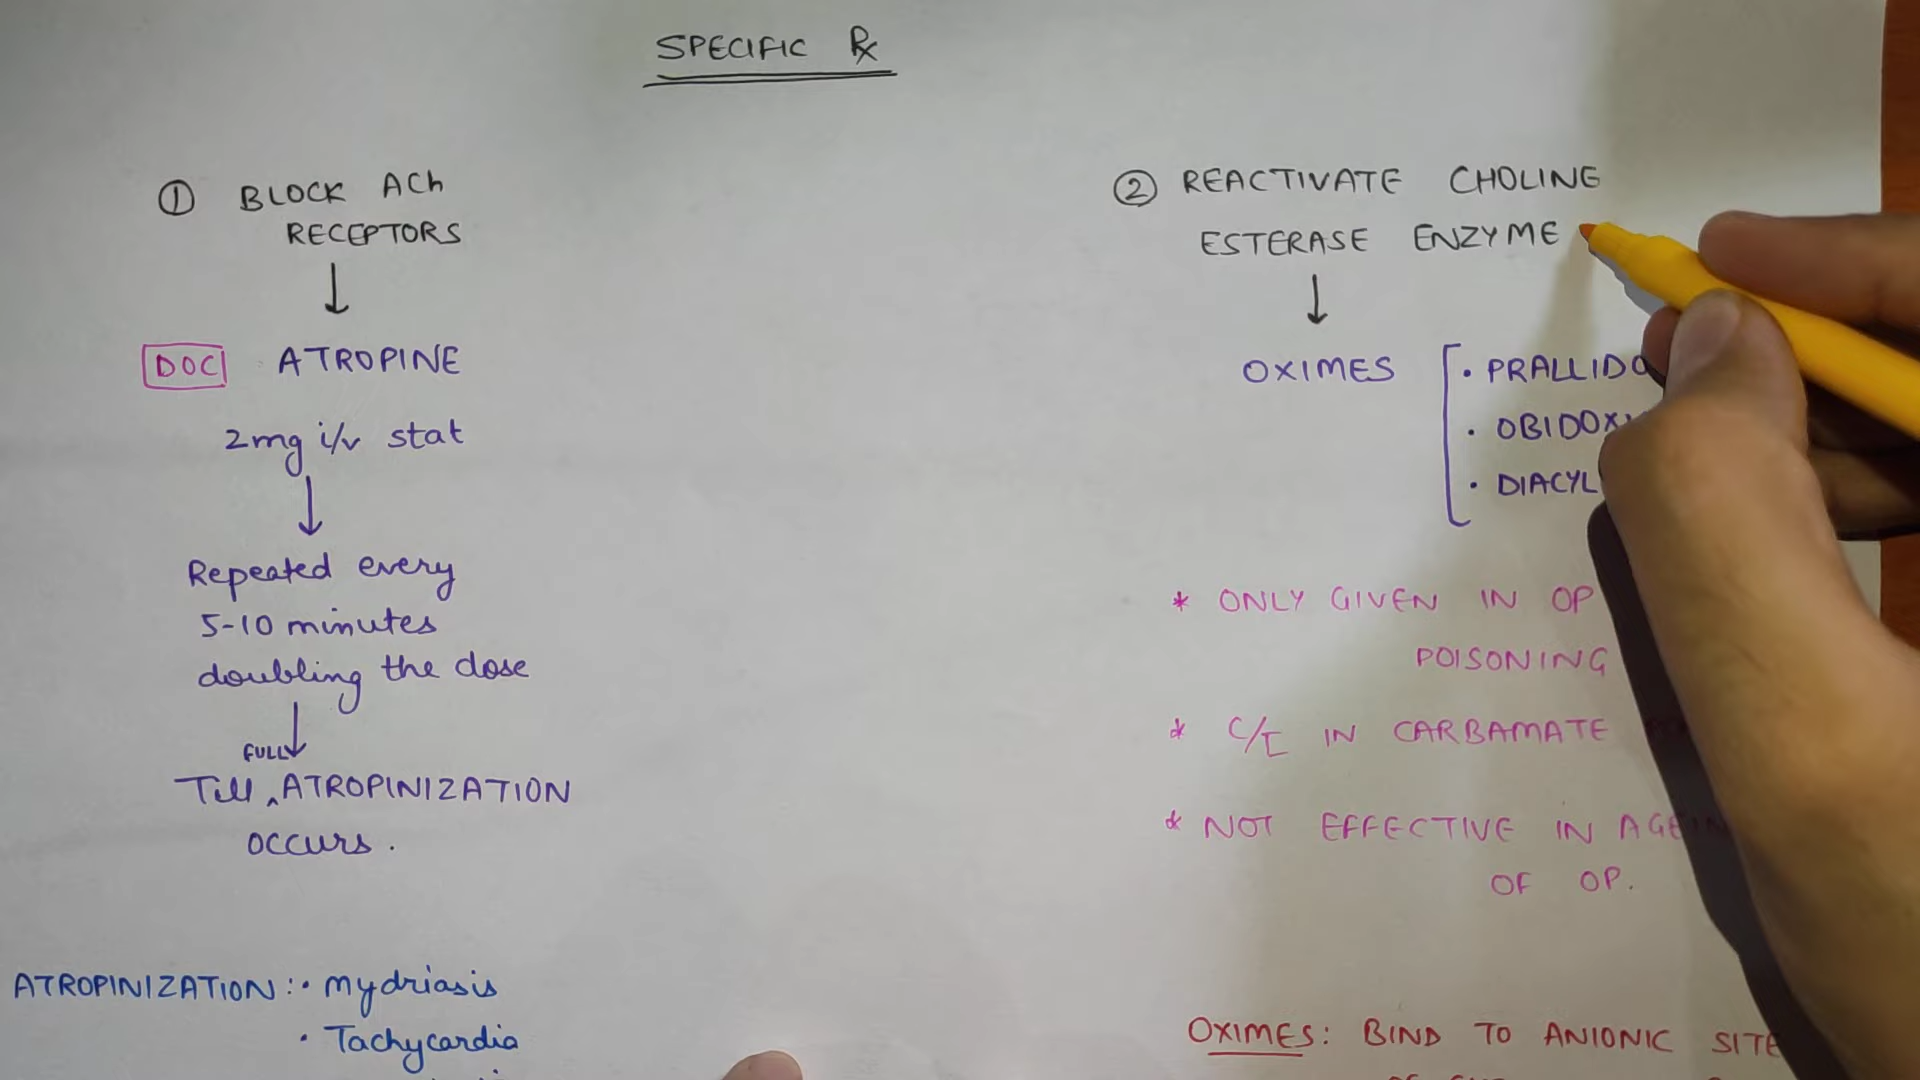 SPECIFIC Rx
① BLOCK ACh
RECEPTORS
↓
DOC ATROPINE
2mg i/v stat
↓
Repeated every
5-10 minutes
doubling the dose
↓
FULL
Till ^ ATROPINIZATION
occurs.
ATROPINIZATION: • mydriasis
• Tachycardia
② REACTIVATE CHOLINE
ESTERASE ENZYME
↓
OXIMES
• PRALLIDO
• OBIDOX
• DIACYL
* ONLY GIVEN IN OP
POISONING
* C/I IN CARBAMATE
* NOT EFFECTIVE IN AGEIN
OF OP.
OXIMES: BIND TO ANIONIC SITE